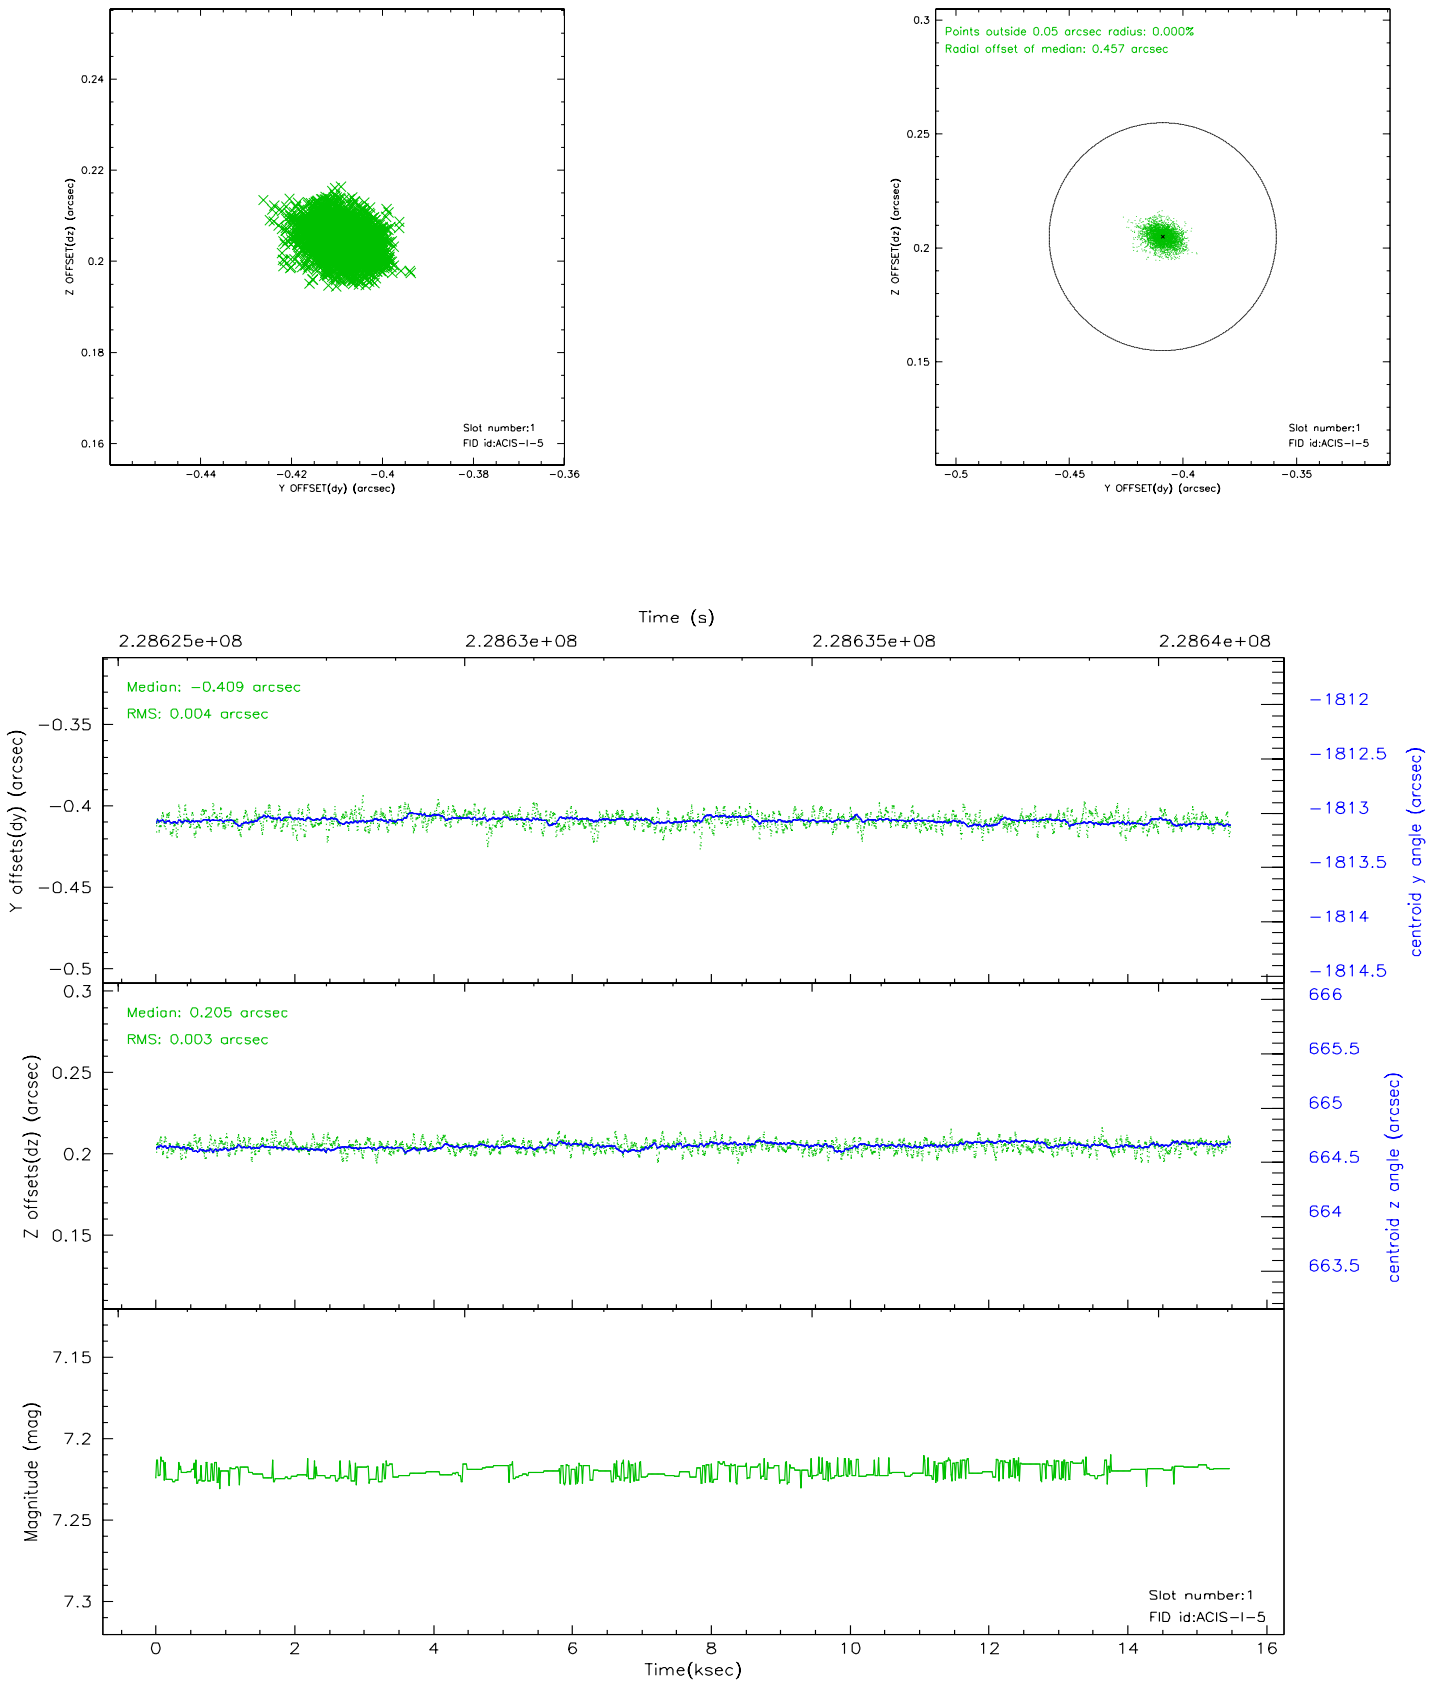 0.24
0.22
0.2
0.18
0.16
Z OFFSET(dz) (arcsec)
Slot number:1
FID id:ACIS-I-5
-0.44
-0.42
-0.4
-0.38
-0.36
Y OFFSET(dy) (arcsec)
Points outside 0.05 arcsec radius: 0.000%
Radial offset of median: 0.457 arcsec
0.3
0.25
0.2
0.15
Z OFFSET(dz) (arcsec)
Slot number:1
FID id:ACIS-I-5
-0.5
-0.45
-0.4
-0.35
Y OFFSET(dy) (arcsec)
Time (s)
2.28625e+08
2.2863e+08
2.28635e+08
2.2864e+08
Median: -0.409 arcsec
RMS: 0.004 arcsec
-0.35
-0.4
-0.45
-0.5
Y offsets(dy) (arcsec)
-1812
-1812.5
-1813
-1813.5
-1814
-1814.5
centroid y angle (arcsec)
Median: 0.205 arcsec
RMS: 0.003 arcsec
0.3
0.25
0.2
0.15
Z offsets(dz) (arcsec)
666
665.5
665
664.5
664
663.5
centroid z angle (arcsec)
7.15
7.2
7.25
7.3
Magnitude (mag)
Slot number:1
FID id:ACIS-I-5
0
2
4
6
8
10
12
14
16
Time(ksec)